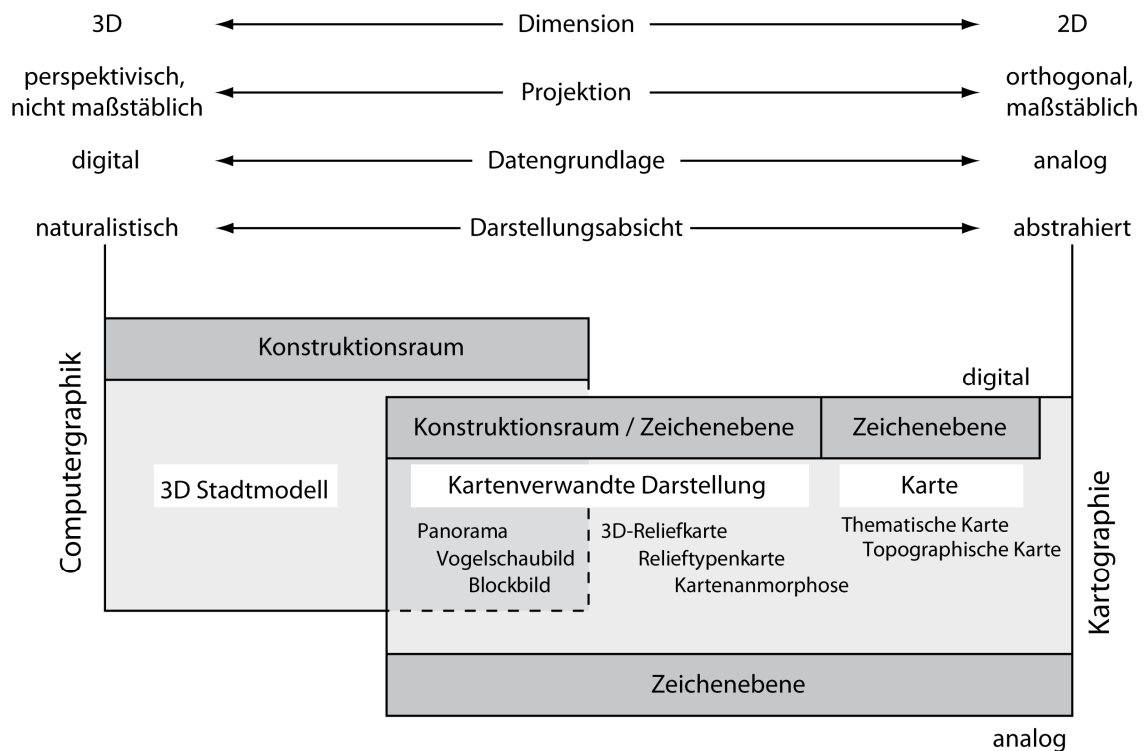 3D Dimension 2D
perspektivisch,
nicht maßstäblich
Projektion
orthogonal,
maßstäblich
digital Datengrundlage analog
naturalistisch Darstellungsabsicht abstrahiert
Computergraphik
Konstruktionsraum
digital
Konstruktionsraum / Zeichenebene
Zeichenebene
3D Stadtmodell
Kartenverwandte Darstellung
Karte
Panorama
Vogelschaubild
Blockbild
3D-Reliefkarte
Relieftypenkarte
Kartenanmorphose
Thematische Karte
Topographische Karte
Kartographie
Zeichenebene
analog